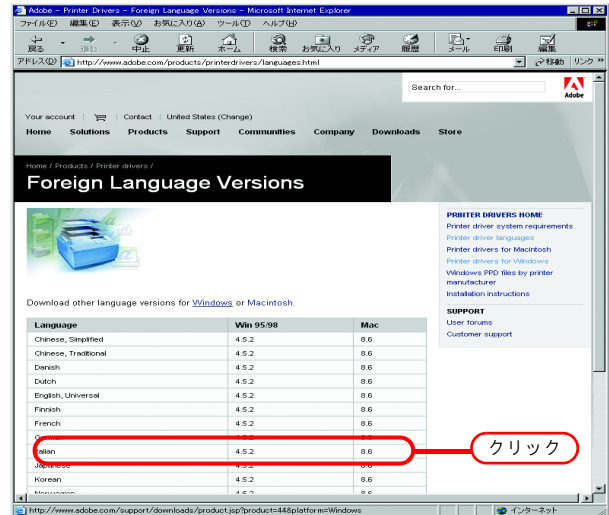 Adobe - Printer Drivers - Foreign Language Versions - Microsoft Internet Explorer
ファイル(F) 編集(E) 表示(V) お気に入り(A) ツール(T) ヘルプ(H)
戻る 進む 中止 更新 ホーム 検索 お気に入り メディア 履歴 メール 印刷 編集
アドレス(D) http://www.adobe.com/products/printerdrivers/languages.html 移動 リンク »
Search for...
Adobe
Your account | Contact | United States (Change)
Home Solutions Products Support Communities Company Downloads Store
Home / Products / Printer drivers /
Foreign Language Versions
PRINTER DRIVERS HOME
Printer driver system requirements
Printer driver languages
Printer drivers for Macintosh
Printer drivers for Windows
Windows PPD files by printer manufacturer
Installation instructions
SUPPORT
User forums
Customer support
Download other language versions for Windows or Macintosh.
Language Win 95/98 Mac
Chinese, Simplified 4.5.2 8.6
Chinese, Traditional 4.5.2 8.6
Danish 4.5.2 8.6
Dutch 4.5.2 8.6
English, Universal 4.5.2 8.6
Finnish 4.5.2 8.6
French 4.5.2 8.6
German 4.5.2 8.6
Italian 4.5.2 8.6
クリック
Japanese 4.5.2 8.6
Korean 4.5.2 8.6
Norwegian 4.5.2 8.6
http://www.adobe.com/support/downloads/product.jsp?product=44&platform=Windows インターネット